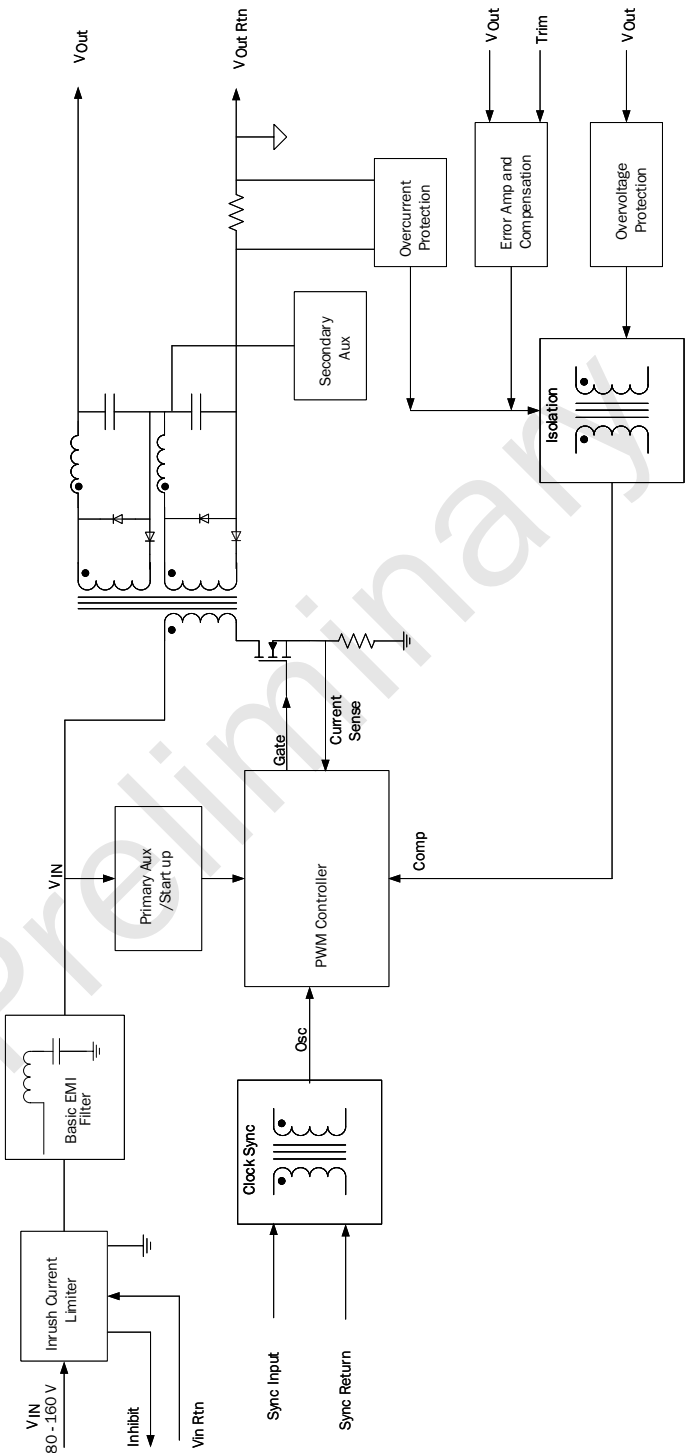 VIN
80 - 160 V
Inhibit
Vin Rtn
Inrush Current
Limiter
Basic EMI
Filter
VIN
Primary Aux
/Start up
Sync Input
Sync Return
Clock Sync
Osc
PWM Controller
Gate
Current
Sense
Comp
VOut
VOut Rtn
Secondary
Aux
Overcurrent
Protection
VOut
Trim
Error Amp and
Compensation
VOut
Overvoltage
Protection
Isolation
Preliminary